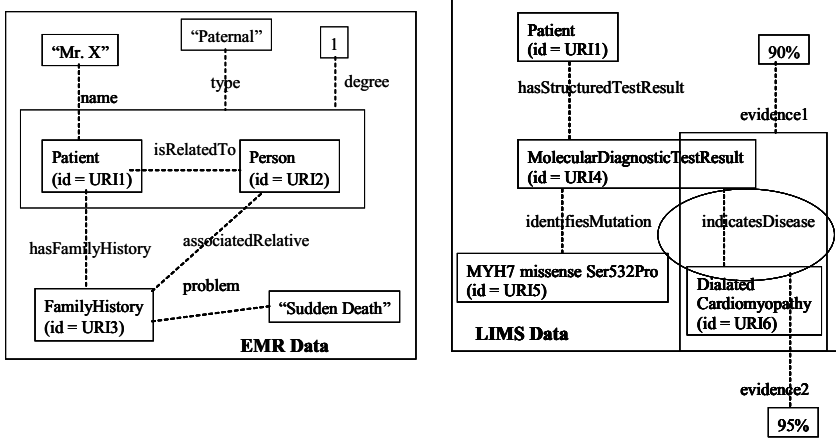 “Paternal”
“Mr. X”
1
type
degree
name
Patient
(id = URI1)
isRelatedTo
Person
(id = URI2)
hasFamilyHistory
associatedRelative
problem
FamilyHistory
(id = URI3)
“Sudden Death”
EMR Data
Patient
(id = URI1)
90%
hasStructuredTestResult
evidence1
MolecularDiagnosticTestResult
(id = URI4)
identifiesMutation
indicatesDisease
MYH7 missense Ser532Pro
(id = URI5)
Dialated
Cardiomyopathy
(id = URI6)
LIMS Data
evidence2
95%